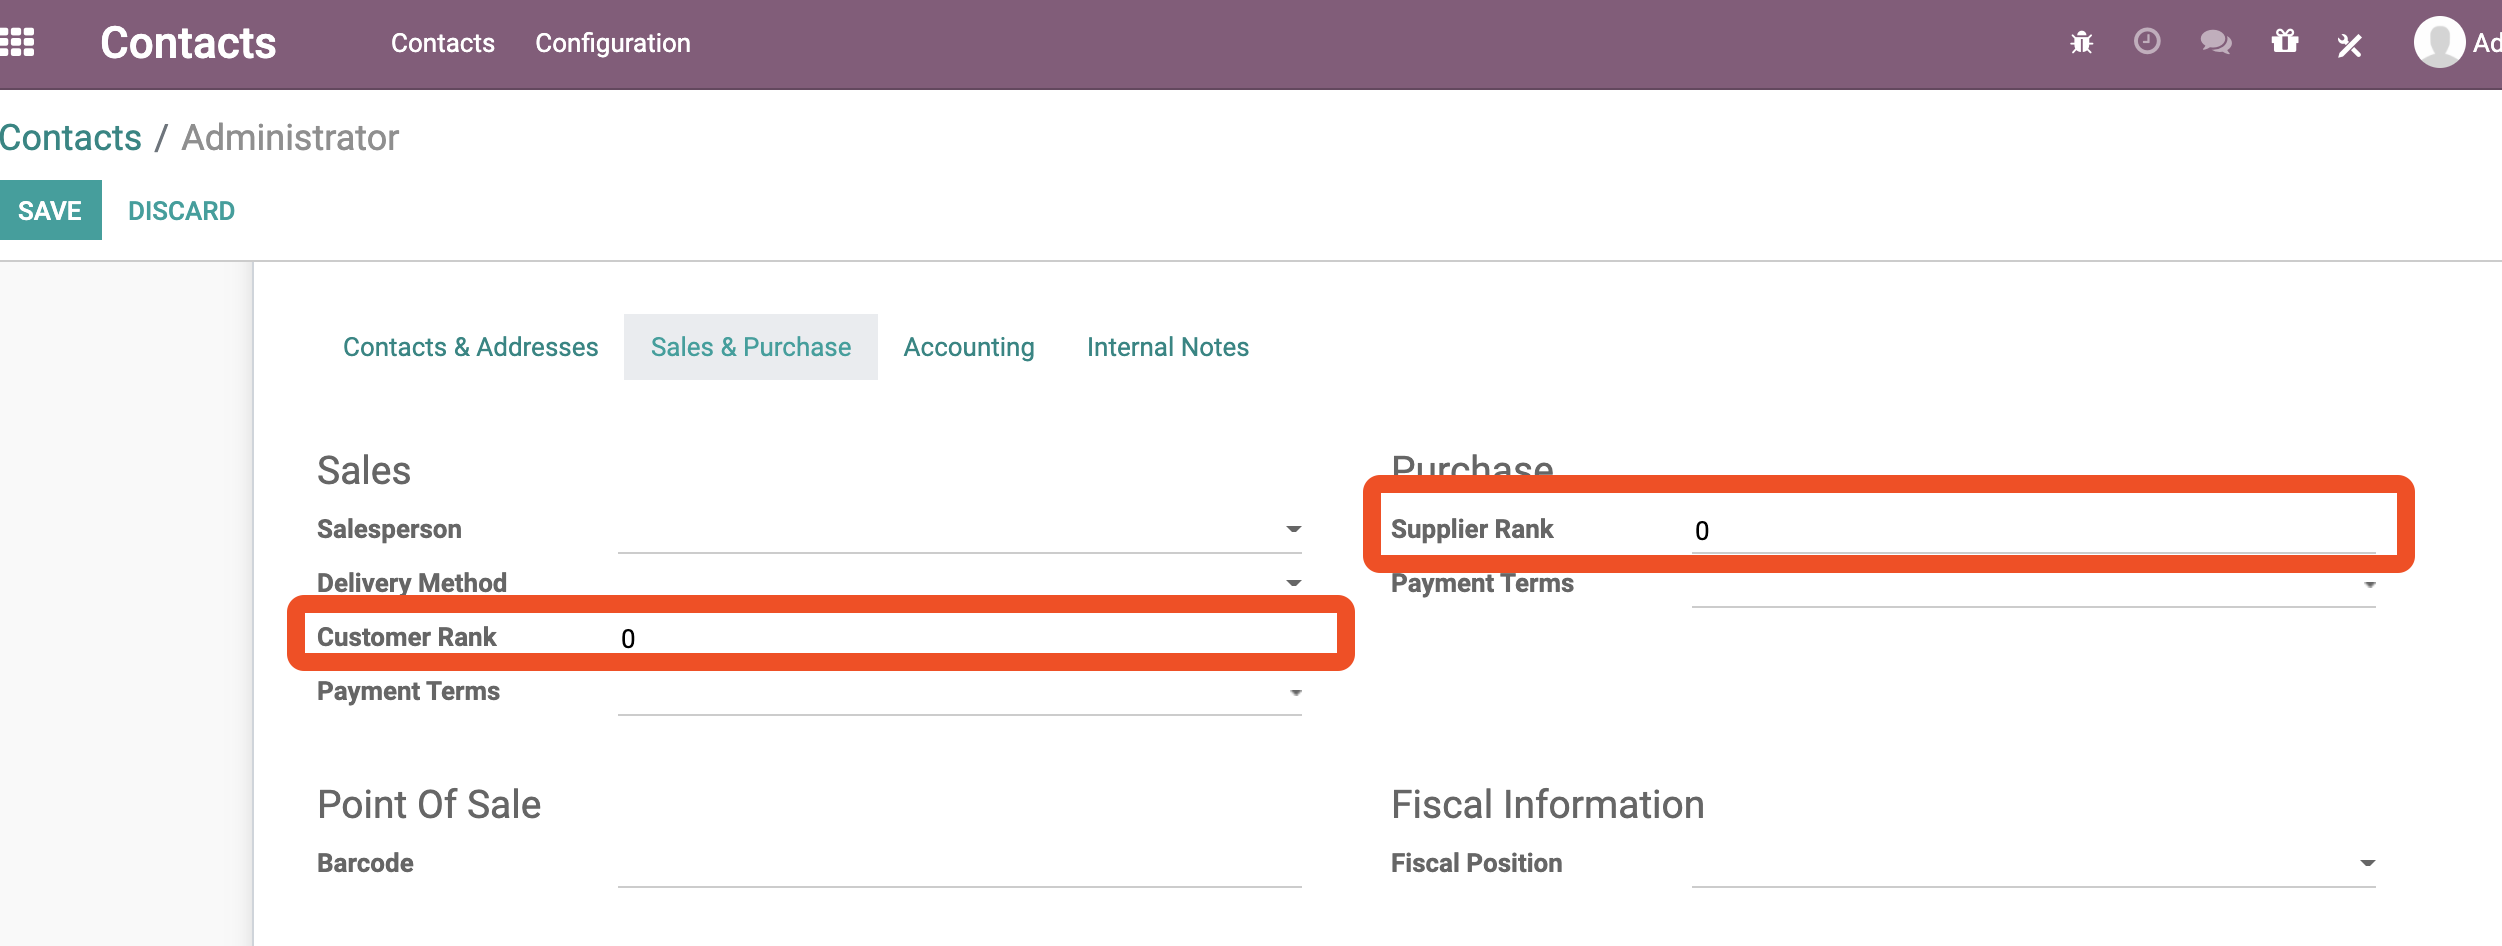 Contacts Contacts Configuration
Contacts / Administrator
SAVE DISCARD
Contacts & Addresses Sales & Purchase Accounting Internal Notes
Sales
Salesperson
Delivery Method
Customer Rank 0
Payment Terms
Purchase
Supplier Rank 0
Payment Terms
Point Of Sale
Barcode
Fiscal Information
Fiscal Position